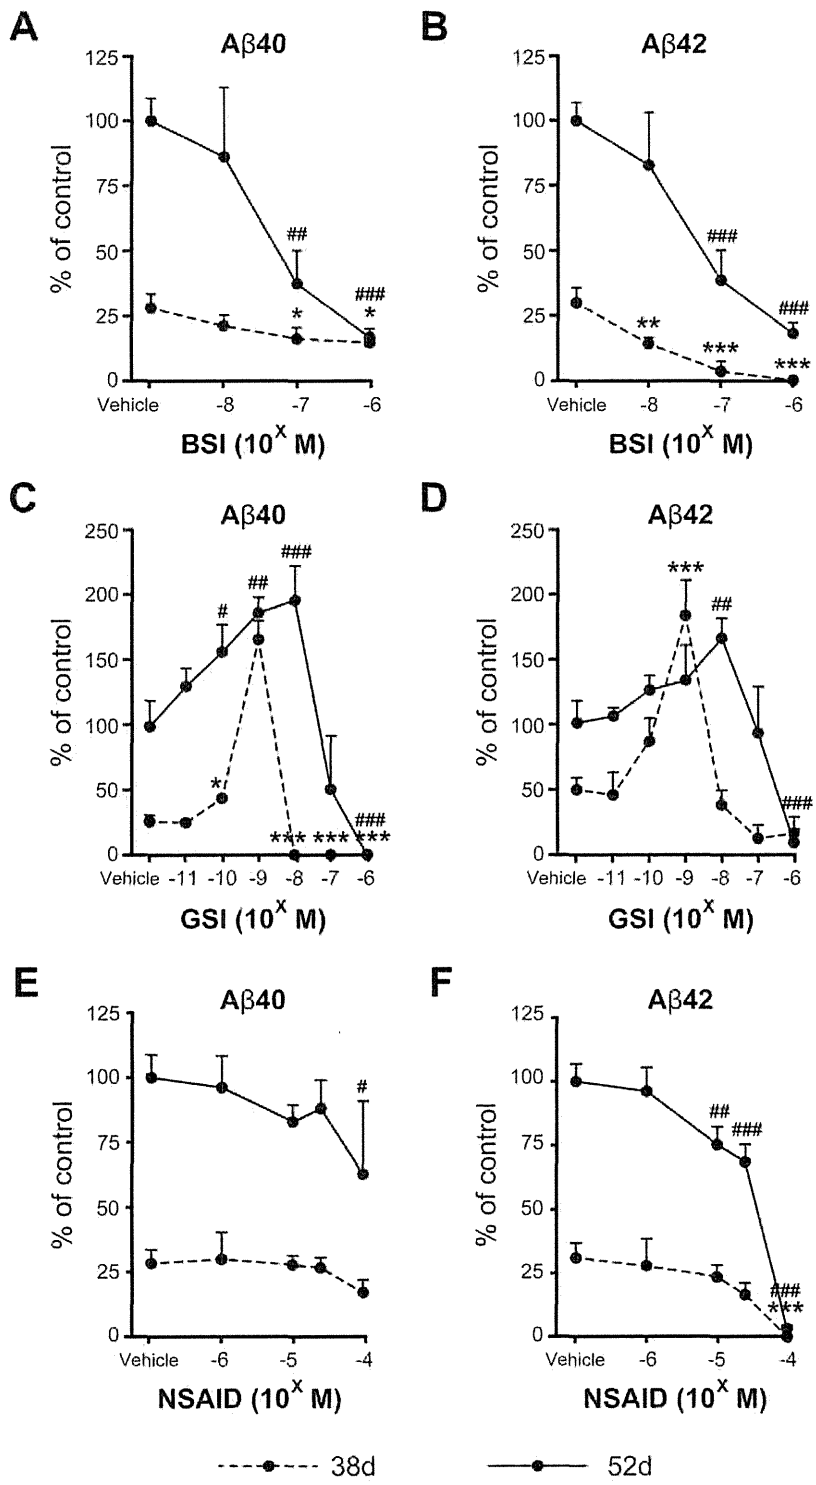 A
Aβ40
% of control
125
100
75
50
25
0
##
*
###
*
Vehicle -8 -7 -6
BSI (10^X M)
B
Aβ42
% of control
125
100
75
50
25
0
###
**
***
###
***
Vehicle -8 -7 -6
BSI (10^X M)
C
Aβ40
% of control
250
200
150
100
50
0
#
##
###
*
###
*** *** ***
Vehicle -11 -10 -9 -8 -7 -6
GSI (10^X M)
D
Aβ42
% of control
250
200
150
100
50
0
***
##
###
Vehicle -11 -10 -9 -8 -7 -6
GSI (10^X M)
E
Aβ40
% of control
125
100
75
50
25
0
#
Vehicle -6 -5 -4
NSAID (10^X M)
F
Aβ42
% of control
125
100
75
50
25
0
##
###
###
***
Vehicle -6 -5 -4
NSAID (10^X M)
38d 52d